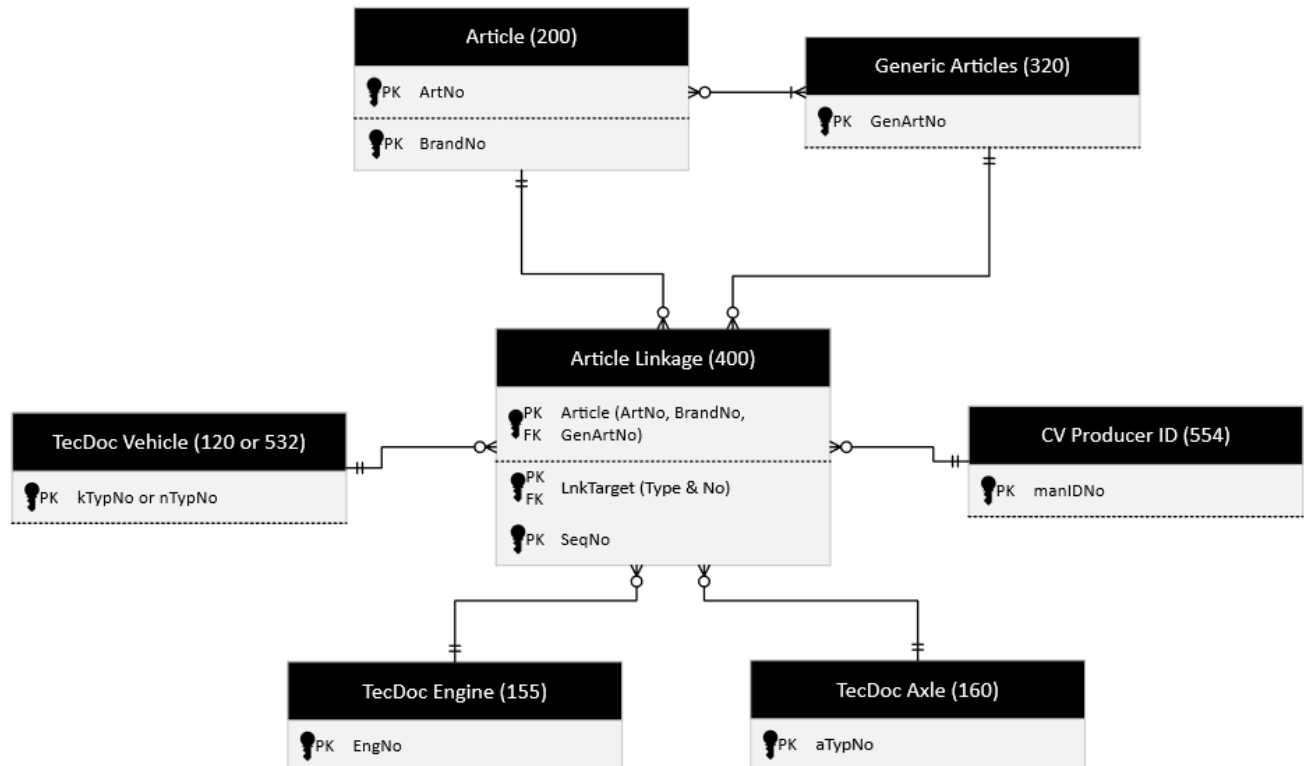 Article (200)
PK ArtNo
PK BrandNo
Generic Articles (320)
PK GenArtNo
Article Linkage (400)
PK Article (ArtNo, BrandNo,
FK GenArtNo)
PK
LnkTarget (Type & No)
FK
PK SeqNo
TecDoc Vehicle (120 or 532)
PK kTypNo or nTypNo
CV Producer ID (554)
PK manIDNo
TecDoc Engine (155)
PK EngNo
TecDoc Axle (160)
PK aTypNo